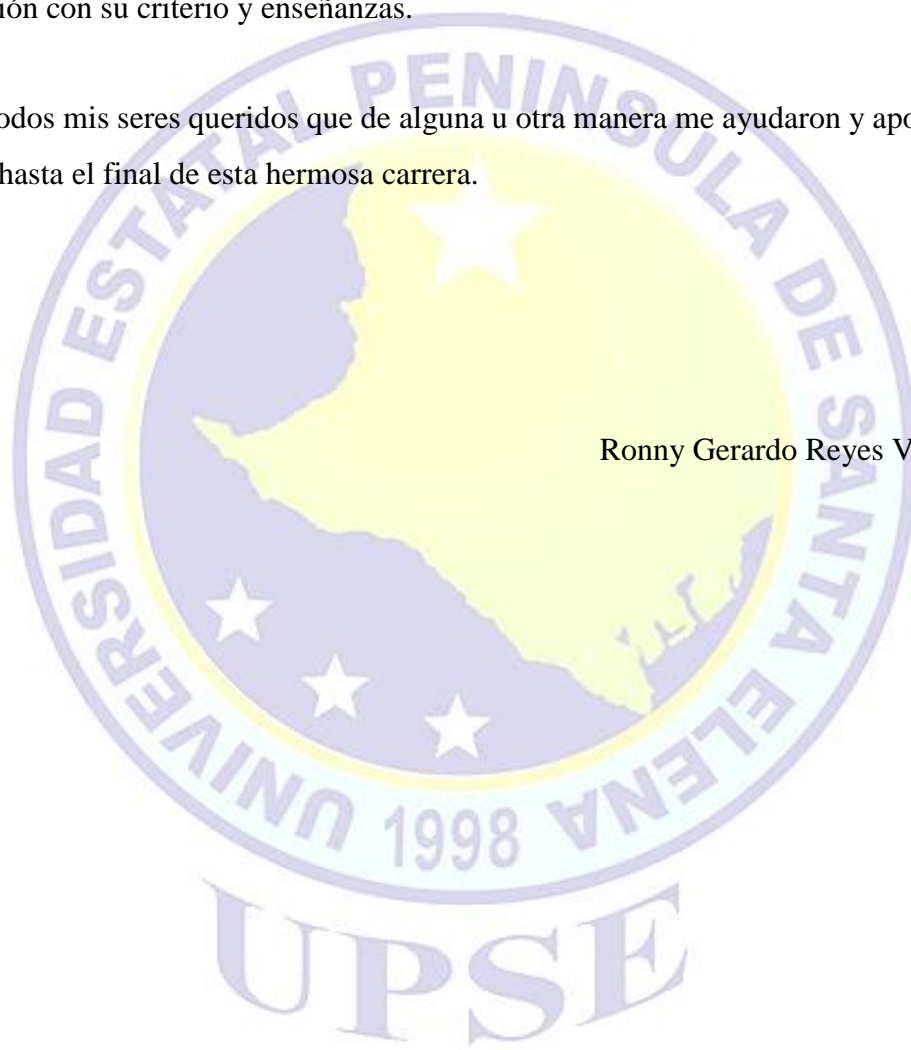 ión con su criterio y enseñanzas.
odos mis seres queridos que de alguna u otra manera me ayudaron y apo
hasta el final de esta hermosa carrera.
Ronny Gerardo Reyes V
UNIVERSIDAD ESTATAL PENINSULA DE SANTA ELENA
1998
UPSE